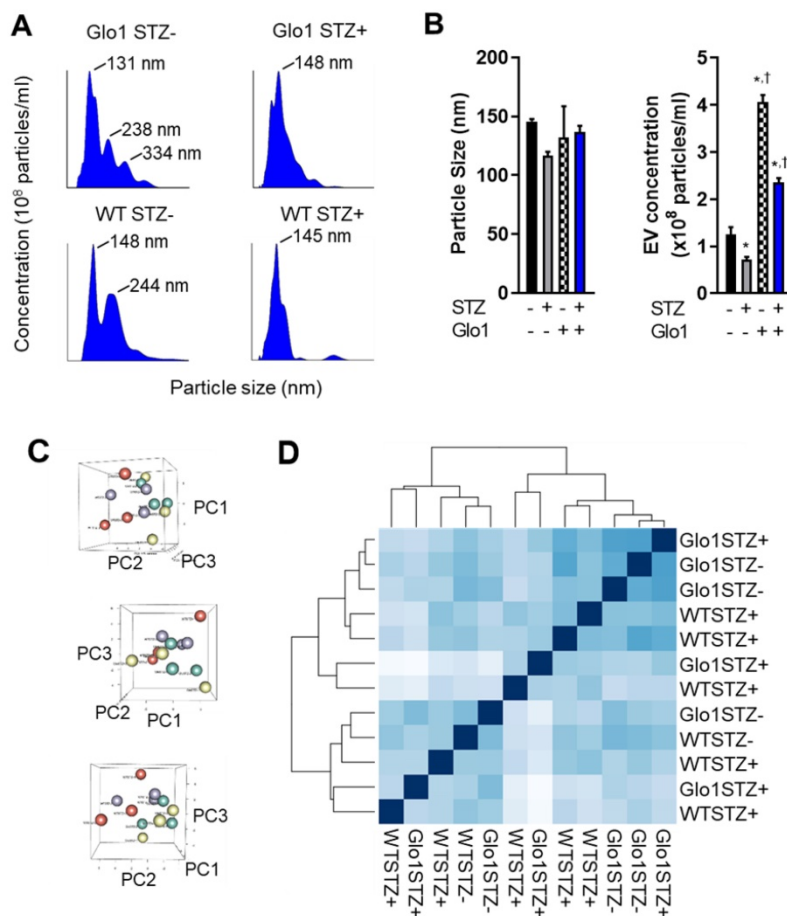 A
Glo1 STZ-
Glo1 STZ+
131 nm
238 nm
334 nm
148 nm
WT STZ-
WT STZ+
148 nm
244 nm
145 nm
Concentration (10⁸ particles/ml)
Particle size (nm)
B
Particle Size (nm)
200
150
100
50
0
STZ - + - +
Glo1 - - + +
EV concentration
(x10⁸ particles/ml)
5
4
3
2
1
0
*
*,†
*,†
STZ - + - +
Glo1 - - + +
C
PC1
PC2
PC3
PC3
PC2
PC1
PC3
PC2
PC1
D
Glo1STZ+
Glo1STZ-
Glo1STZ-
WTSTZ+
WTSTZ+
Glo1STZ+
WTSTZ+
Glo1STZ-
WTSTZ-
WTSTZ+
Glo1STZ+
WTSTZ+
WTSTZ+
Glo1STZ+
WTSTZ+
WTSTZ-
Glo1STZ-
WTSTZ+
Glo1STZ+
WTSTZ+
WTSTZ+
Glo1STZ-
Glo1STZ-
Glo1STZ+